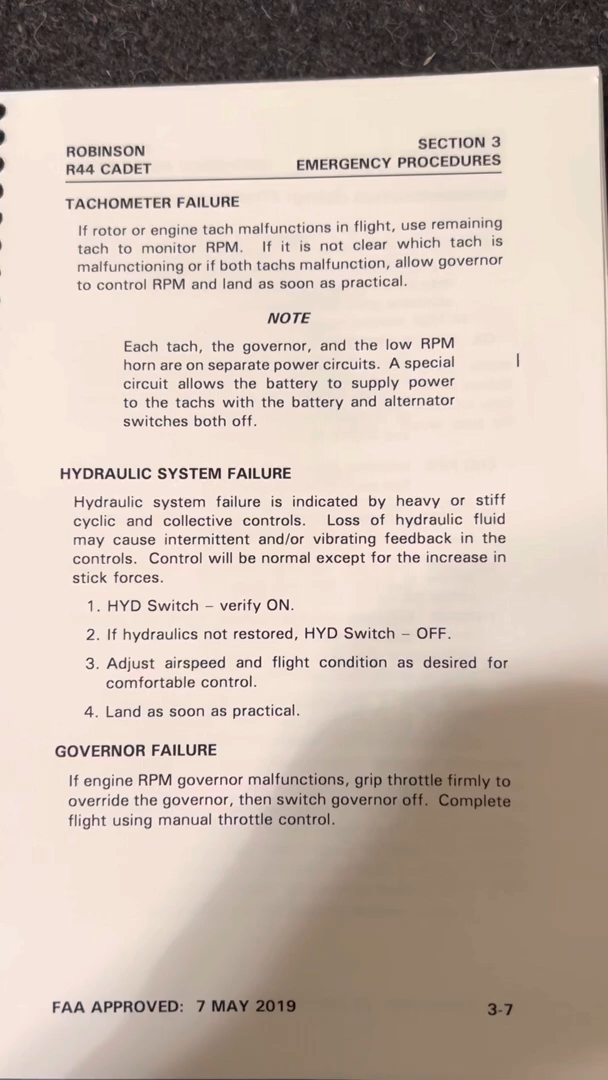 ROBINSON
R44 CADET
SECTION 3
EMERGENCY PROCEDURES
TACHOMETER FAILURE
If rotor or engine tach malfunctions in flight, use remaining
tach to monitor RPM. If it is not clear which tach is
malfunctioning or if both tachs malfunction, allow governor
to control RPM and land as soon as practical.
NOTE
Each tach, the governor, and the low RPM
horn are on separate power circuits. A special
circuit allows the battery to supply power
to the tachs with the battery and alternator
switches both off.
HYDRAULIC SYSTEM FAILURE
Hydraulic system failure is indicated by heavy or stiff
cyclic and collective controls. Loss of hydraulic fluid
may cause intermittent and/or vibrating feedback in the
controls. Control will be normal except for the increase in
stick forces.
1. HYD Switch – verify ON.
2. If hydraulics not restored, HYD Switch – OFF.
3. Adjust airspeed and flight condition as desired for
comfortable control.
4. Land as soon as practical.
GOVERNOR FAILURE
If engine RPM governor malfunctions, grip throttle firmly to
override the governor, then switch governor off. Complete
flight using manual throttle control.
FAA APPROVED: 7 MAY 2019
3-7